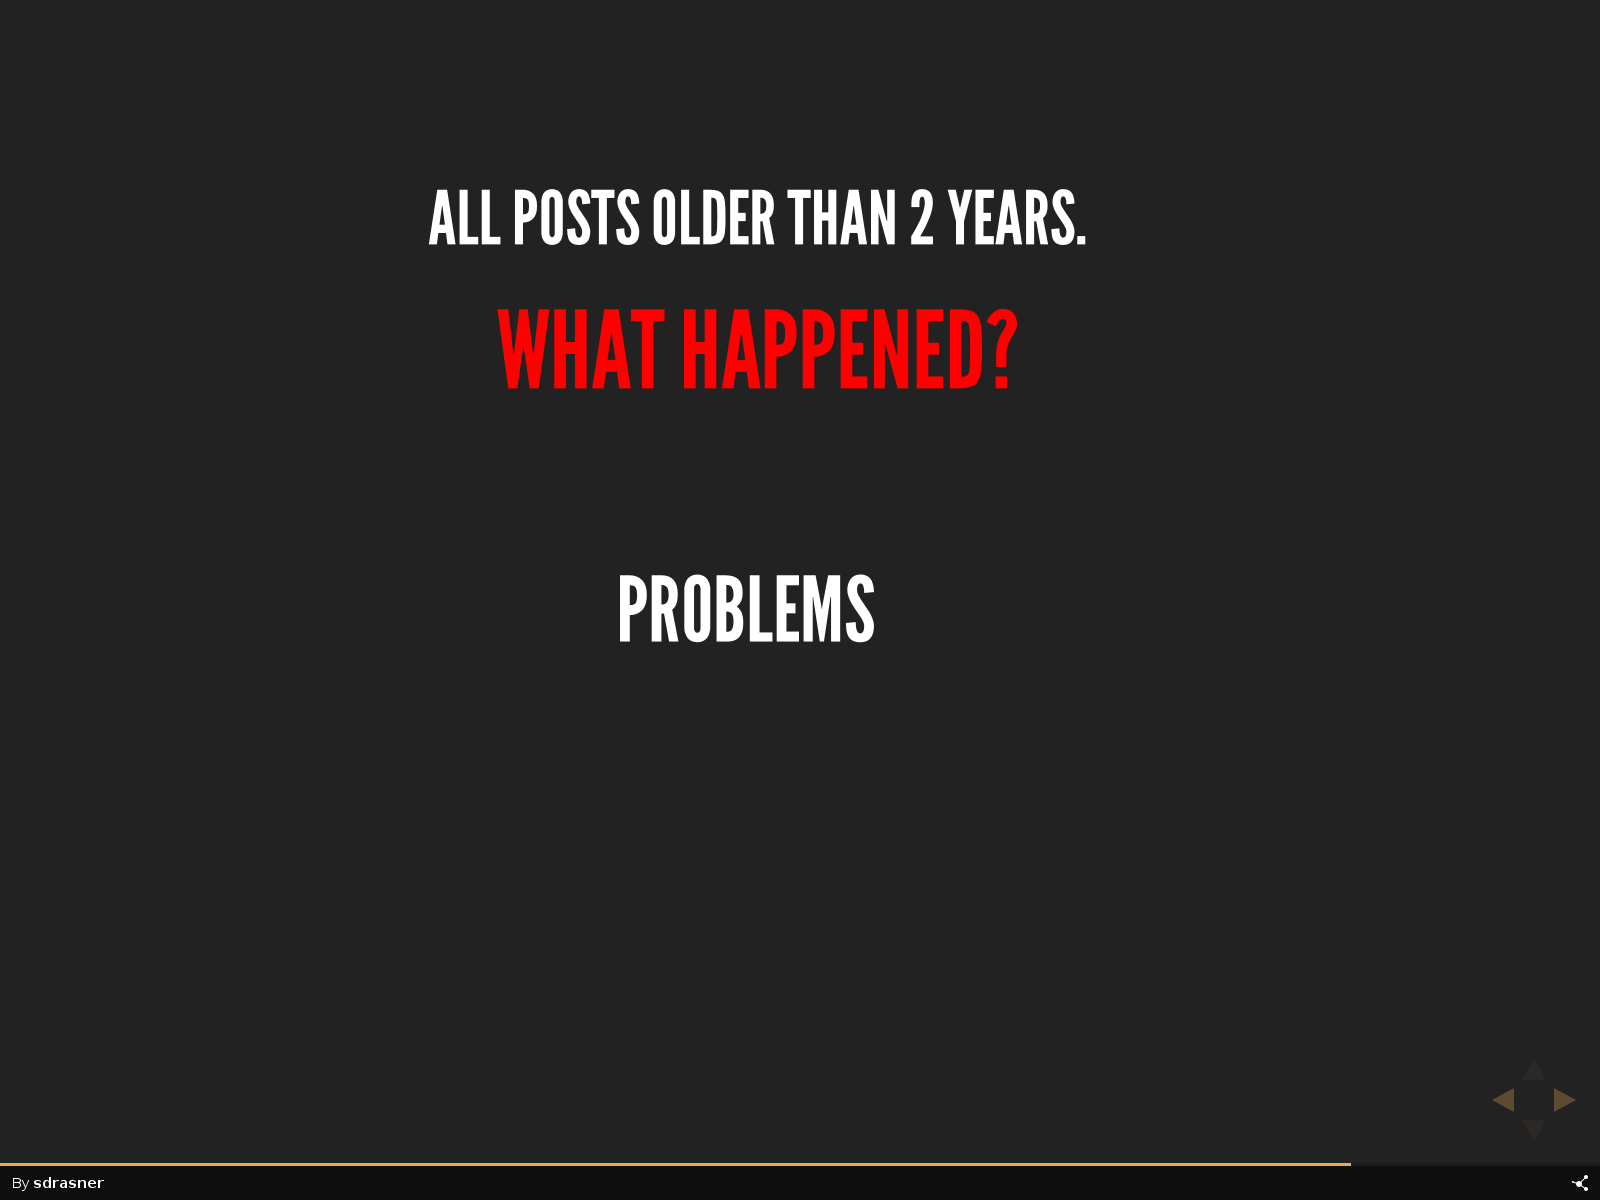 ALL POSTS OLDER THAN 2 YEARS.
WHAT HAPPENED?
PROBLEMS
By sdrasner